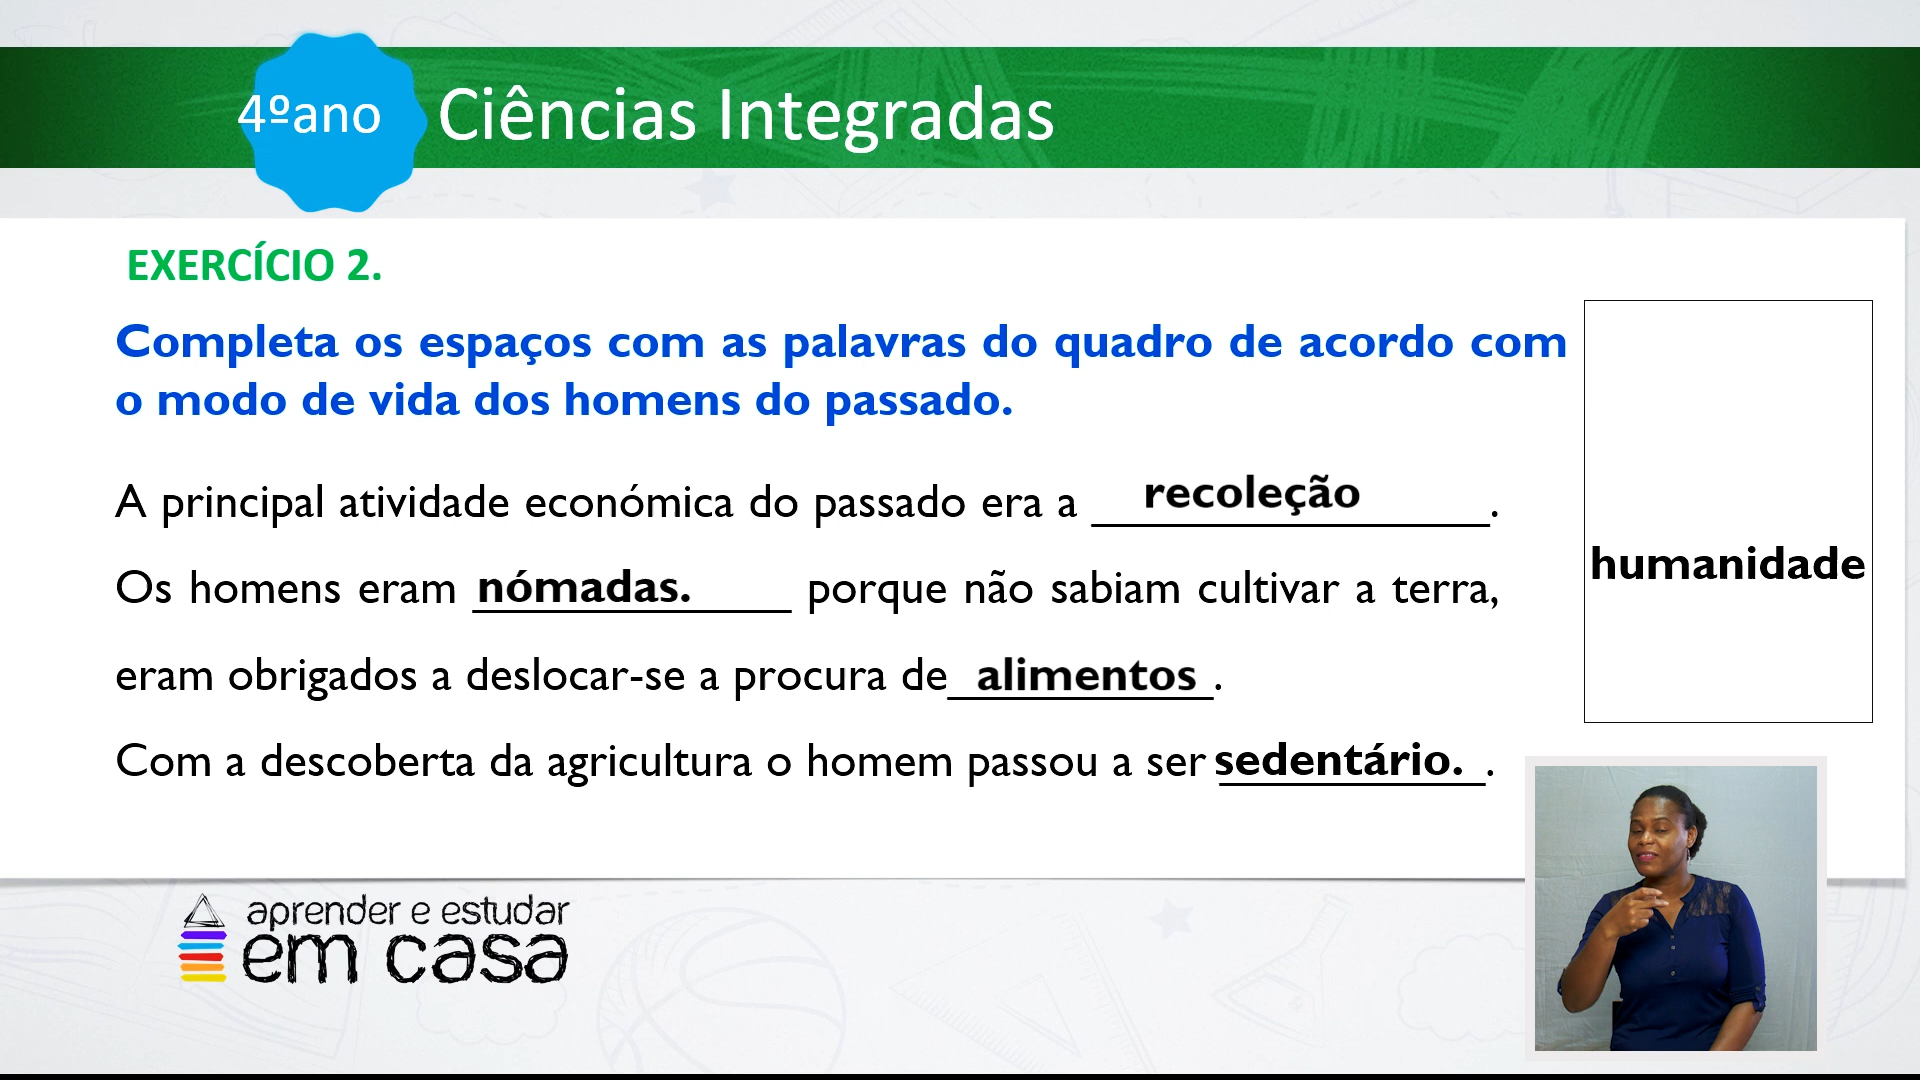 4ºano Ciências Integradas
EXERCÍCIO 2.
Completa os espaços com as palavras do quadro de acordo com
o modo de vida dos homens do passado.
A principal atividade económica do passado era a recoleção.
Os homens eram nómadas. porque não sabiam cultivar a terra,
eram obrigados a deslocar-se a procura de alimentos.
Com a descoberta da agricultura o homem passou a ser sedentário. .
humanidade
aprender e estudar
em casa